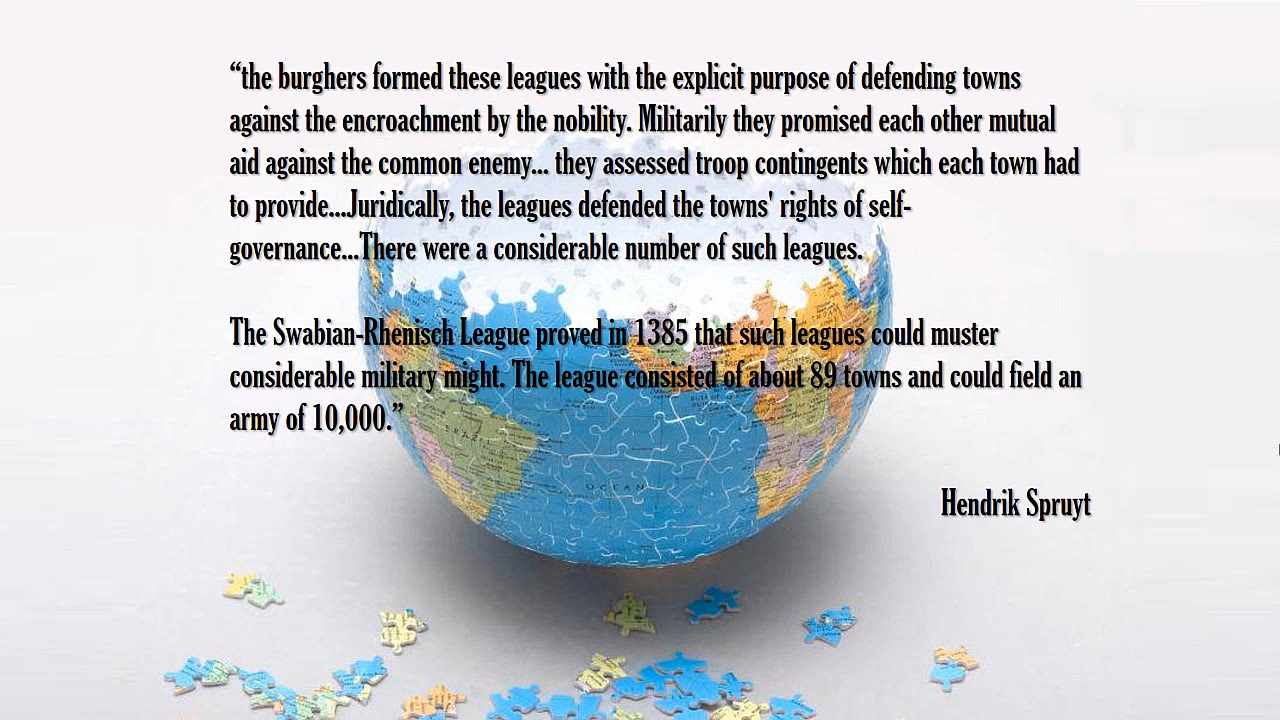 “the burghers formed these leagues with the explicit purpose of defending towns
against the encroachment by the nobility. Militarily they promised each other mutual
aid against the common enemy... they assessed troop contingents which each town had
to provide...Juridically, the leagues defended the towns' rights of self-
governance...There were a considerable number of such leagues.
The Swabian-Rhenisch League proved in 1385 that such leagues could muster
considerable military might. The league consisted of about 89 towns and could field an
army of 10,000.”
BRAZIL
OCEAN
Hendrik Spruyt